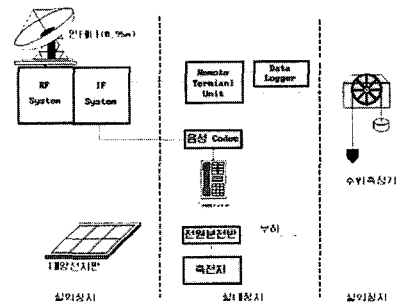 안테나(0.95m)
RF
System
IF
System
Remote
Termianl
Unit
Data
Logger
음성 Codec
수위측정기
전원분전반
부하
태양전지판
축전지
실외장치
실내장치
실외장치